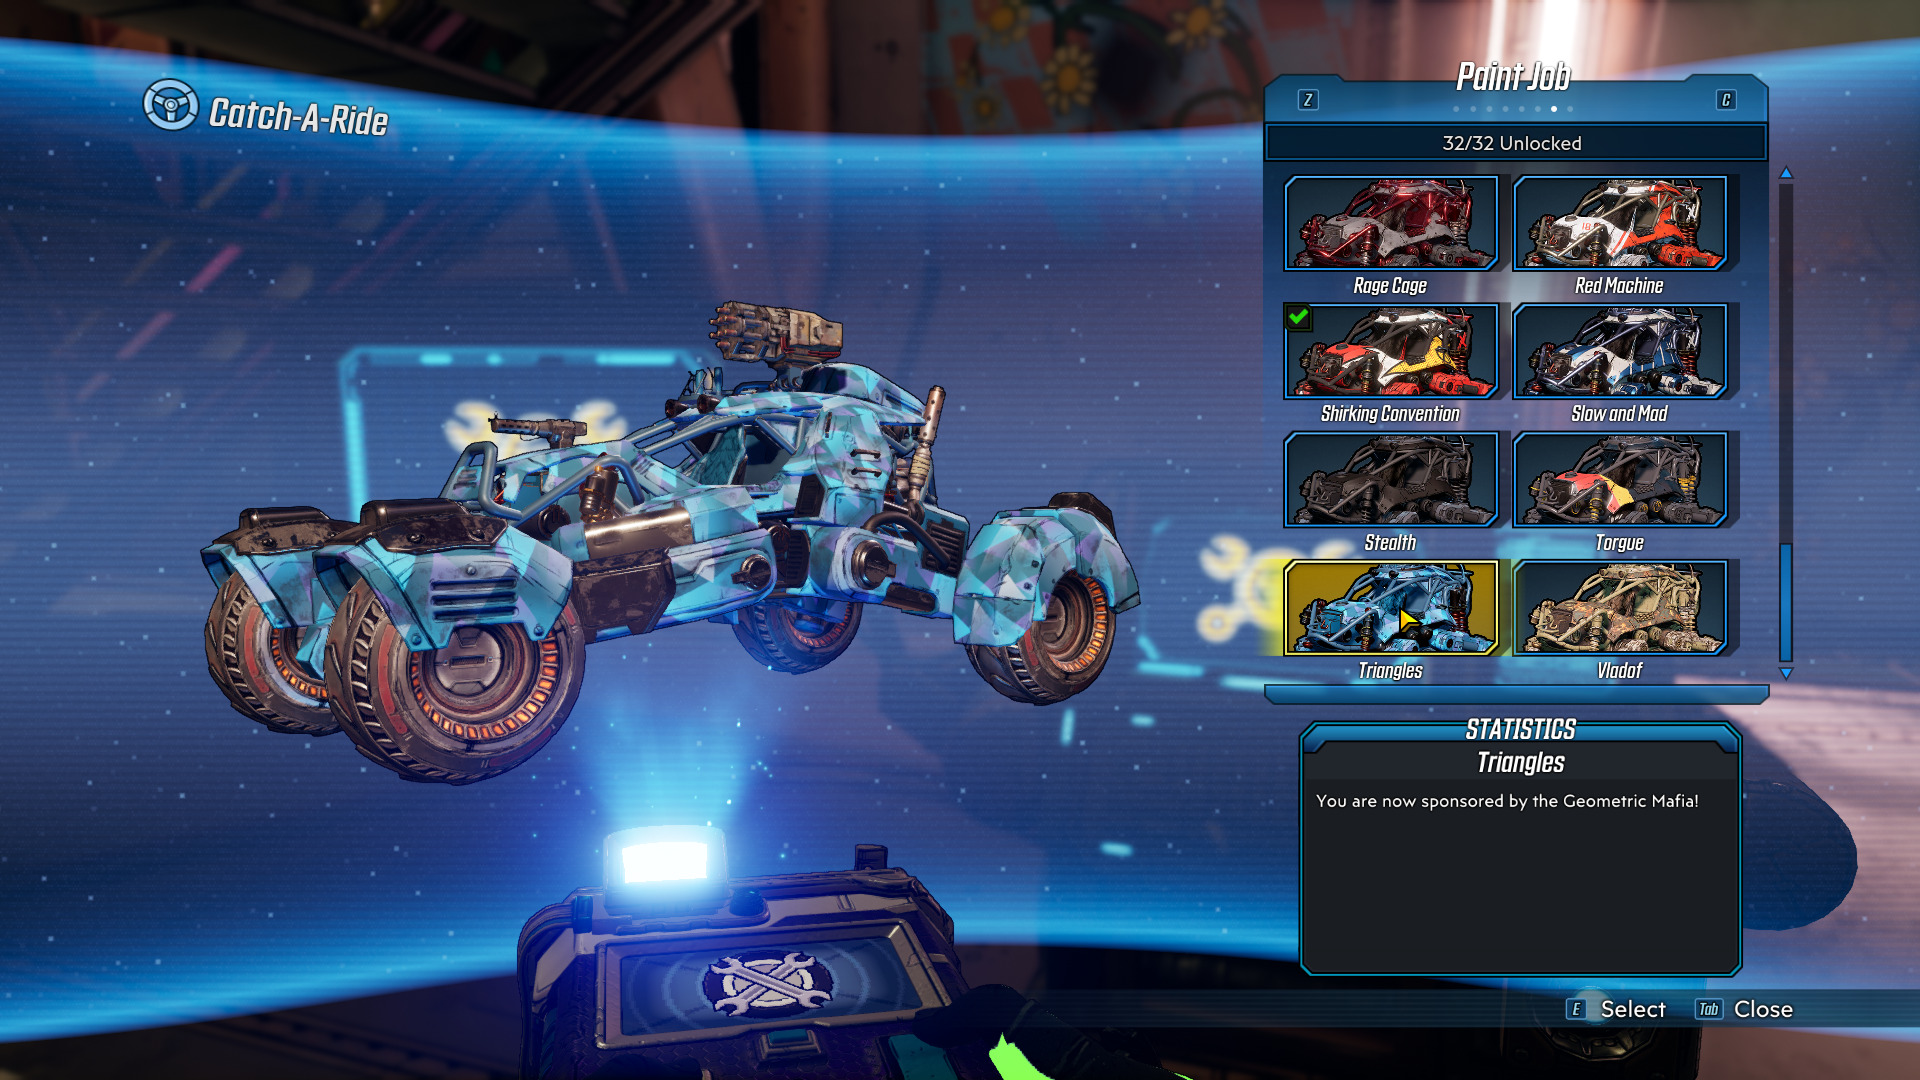 Catch-A-Ride
Paint Job
Z
C
32/32 Unlocked
Rage Cage
Red Machine
Shirking Convention
Slow and Mad
Stealth
Torgue
Triangles
Vladof
STATISTICS
Triangles
You are now sponsored by the Geometric Mafia!
E Select
Tab Close